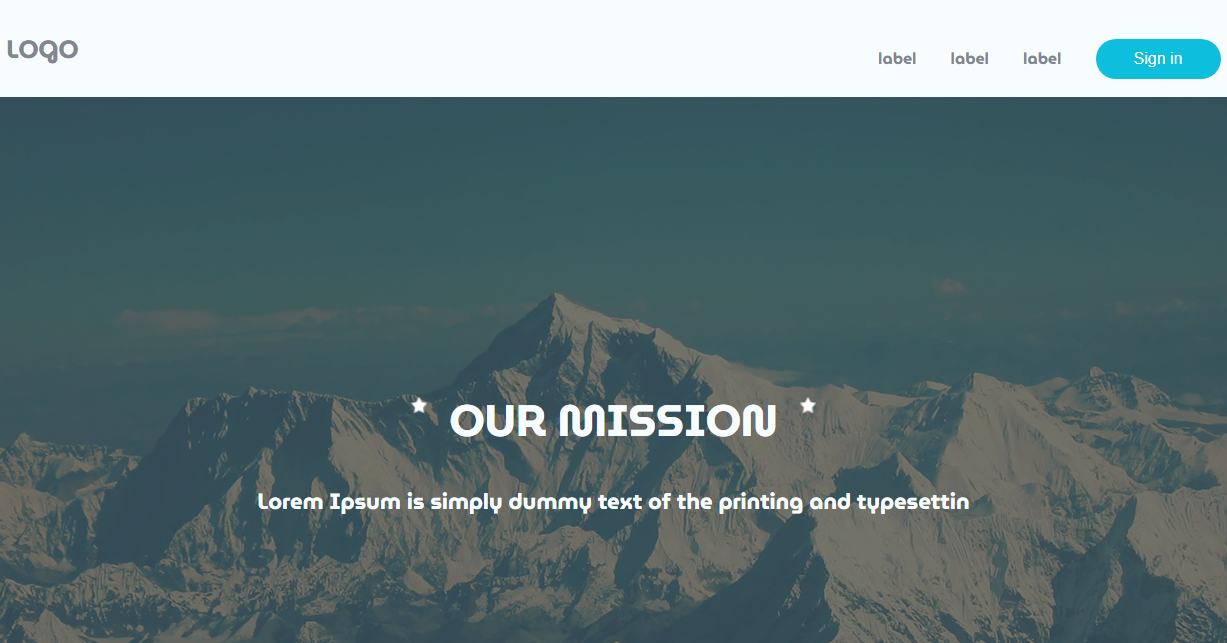 LOGO
label label label Sign in
OUR MISSION
Lorem Ipsum is simply dummy text of the printing and typesettin